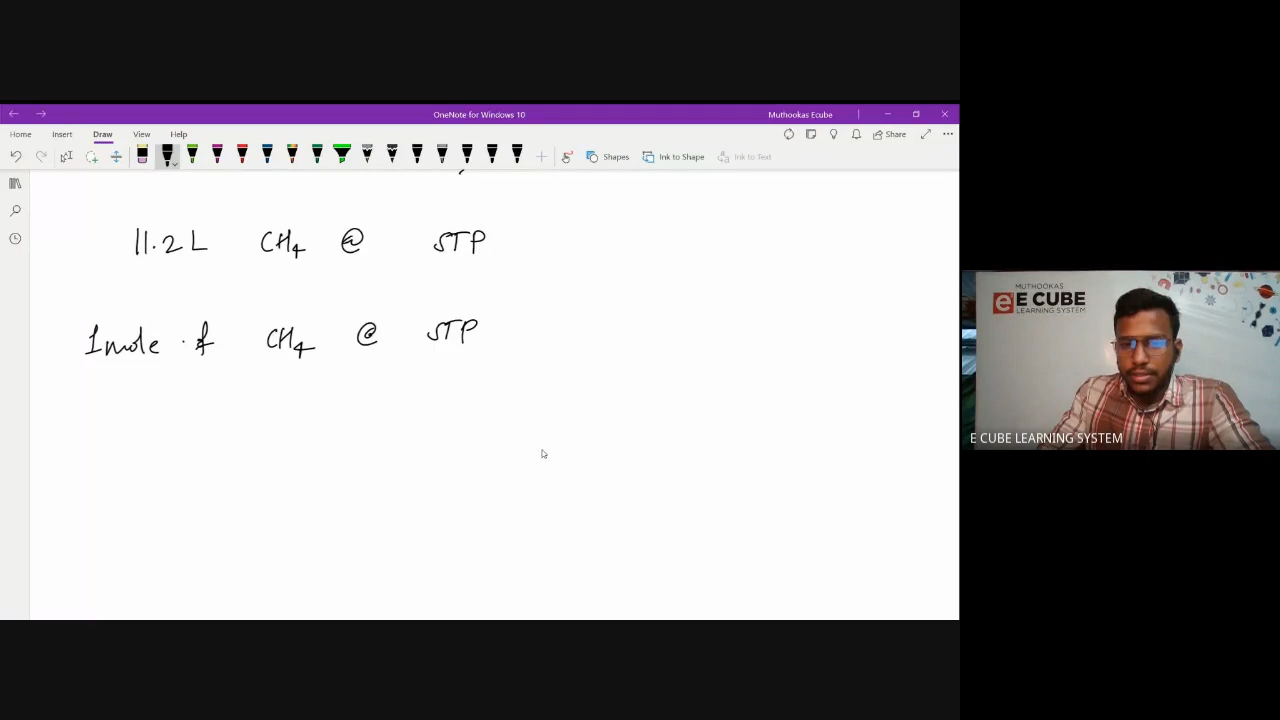 OneNote for Windows 10
Muthookas Ecube
Home Insert Draw View Help
Share
Shapes Ink to Shape Ink to Text
11.2 L CH4 @ STP
1 mole of CH4 @ STP
MUTHOOKAS
e E CUBE
LEARNING SYSTEM
E CUBE LEARNING SYSTEM